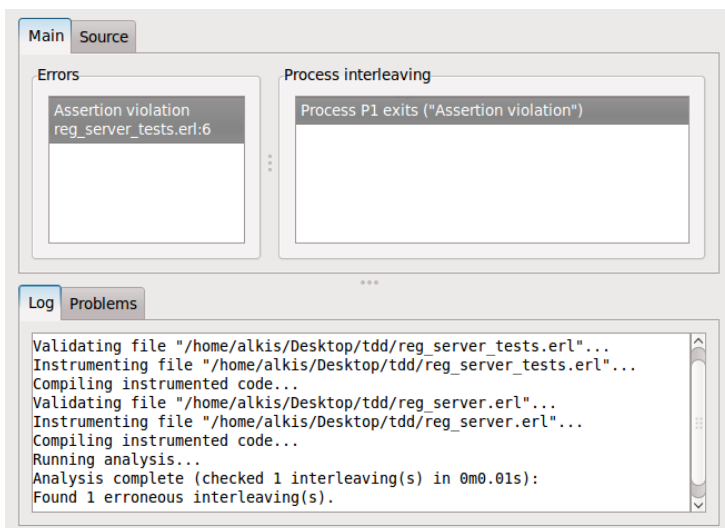 Main Source
Errors
Assertion violation
reg_server_tests.erl:6
Process interleaving
Process P1 exits ("Assertion violation")
Log Problems
Validating file "/home/alkis/Desktop/tdd/reg_server_tests.erl"...
Instrumenting file "/home/alkis/Desktop/tdd/reg_server_tests.erl"...
Compiling instrumented code...
Validating file "/home/alkis/Desktop/tdd/reg_server.erl"...
Instrumenting file "/home/alkis/Desktop/tdd/reg_server.erl"...
Compiling instrumented code...
Running analysis...
Analysis complete (checked 1 interleaving(s) in 0m0.01s):
Found 1 erroneous interleaving(s).